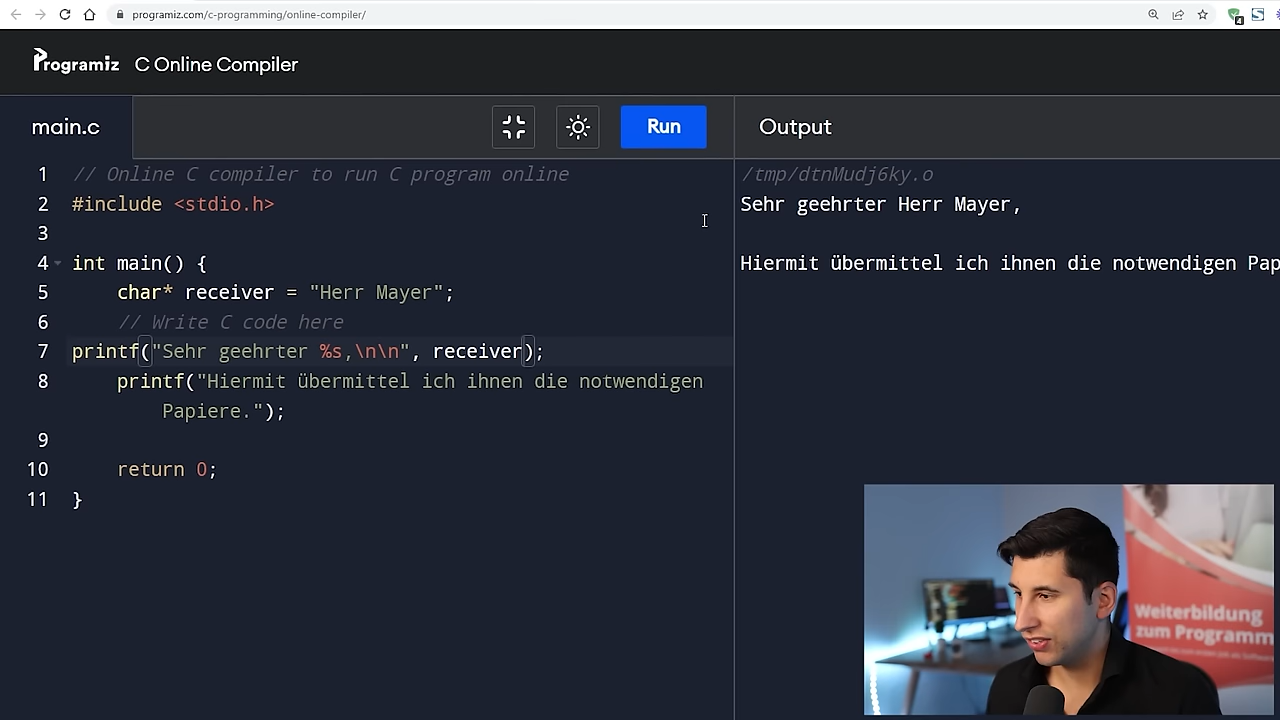 programiz.com/c-programming/online-compiler/
4
Programiz C Online Compiler
main.c
Run
Output
1 // Online C compiler to run C program online
2 #include <stdio.h>
3
4 int main() {
5 char* receiver = "Herr Mayer";
6 // Write C code here
7 printf("Sehr geehrter %s,\n\n", receiver);
8 printf("Hiermit übermittel ich ihnen die notwendigen
Papiere.");
9
10 return 0;
11 }
/tmp/dtnMudj6ky.o
Sehr geehrter Herr Mayer,
Hiermit übermittel ich ihnen die notwendigen Pap
Weiterbildung
zum Programm